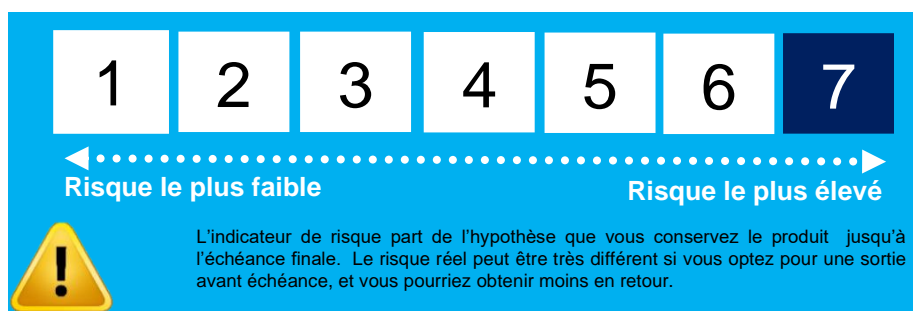 1 2 3 4 5 6 7
Risque le plus faible Risque le plus élevé
L'indicateur de risque part de l'hypothèse que vous conservez le produit jusqu'à
l'échéance finale. Le risque réel peut être très différent si vous optez pour une sortie
avant échéance, et vous pourriez obtenir moins en retour.